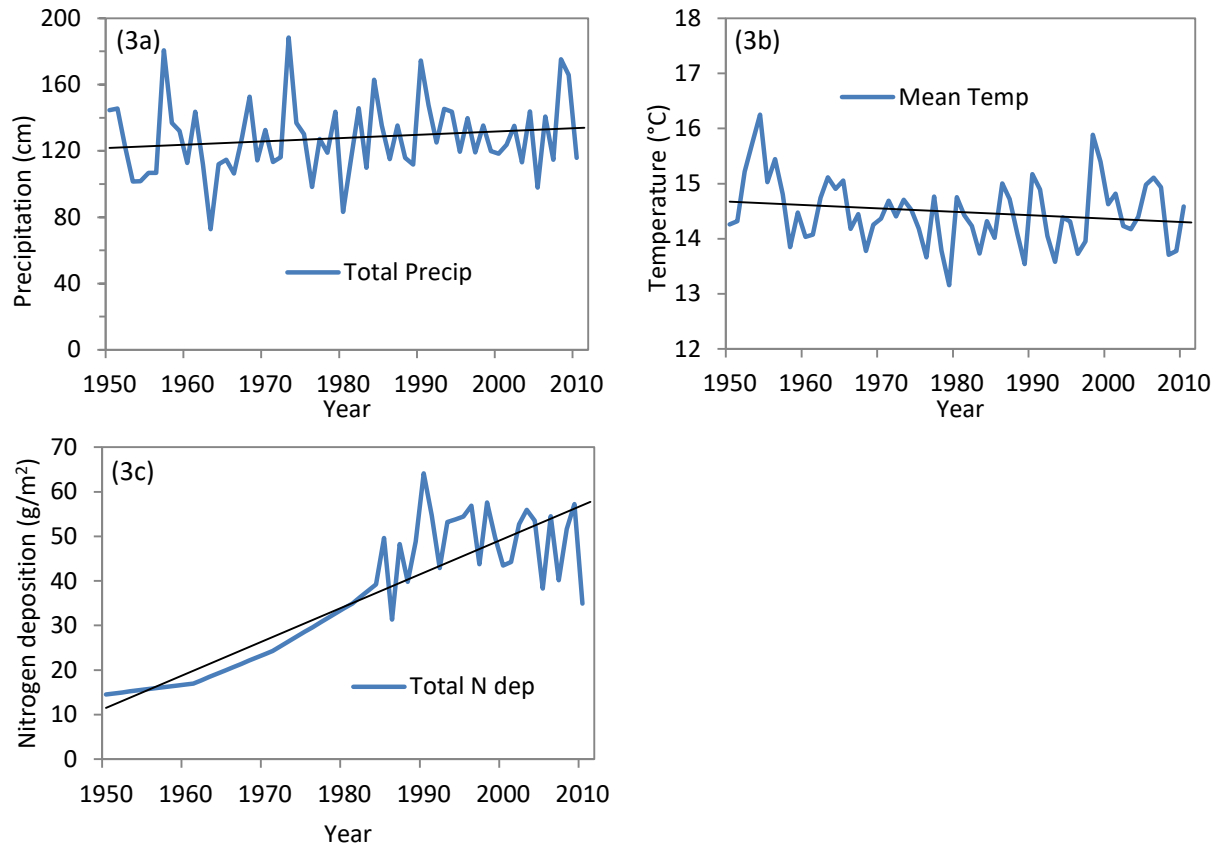 (3a)
Precipitation (cm)
200
160
120
80
40
0
Total Precip
1950 1960 1970 1980 1990 2000 2010
Year
(3b)
Temperature (°C)
18
17
16
15
14
13
12
Mean Temp
1950 1960 1970 1980 1990 2000 2010
Year
(3c)
Nitrogen deposition (g/m²)
70
60
50
40
30
20
10
0
Total N dep
1950 1960 1970 1980 1990 2000 2010
Year